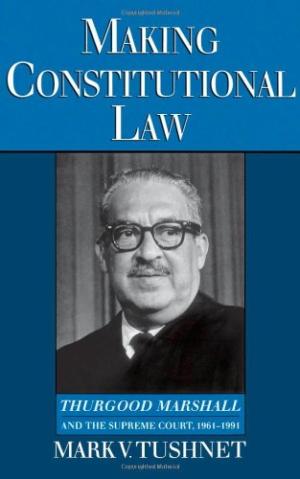 MAKING
CONSTITUTIONAL
LAW
THURGOOD MARSHALL
AND THE SUPREME COURT, 1961–1991
MARK V. TUSHNET